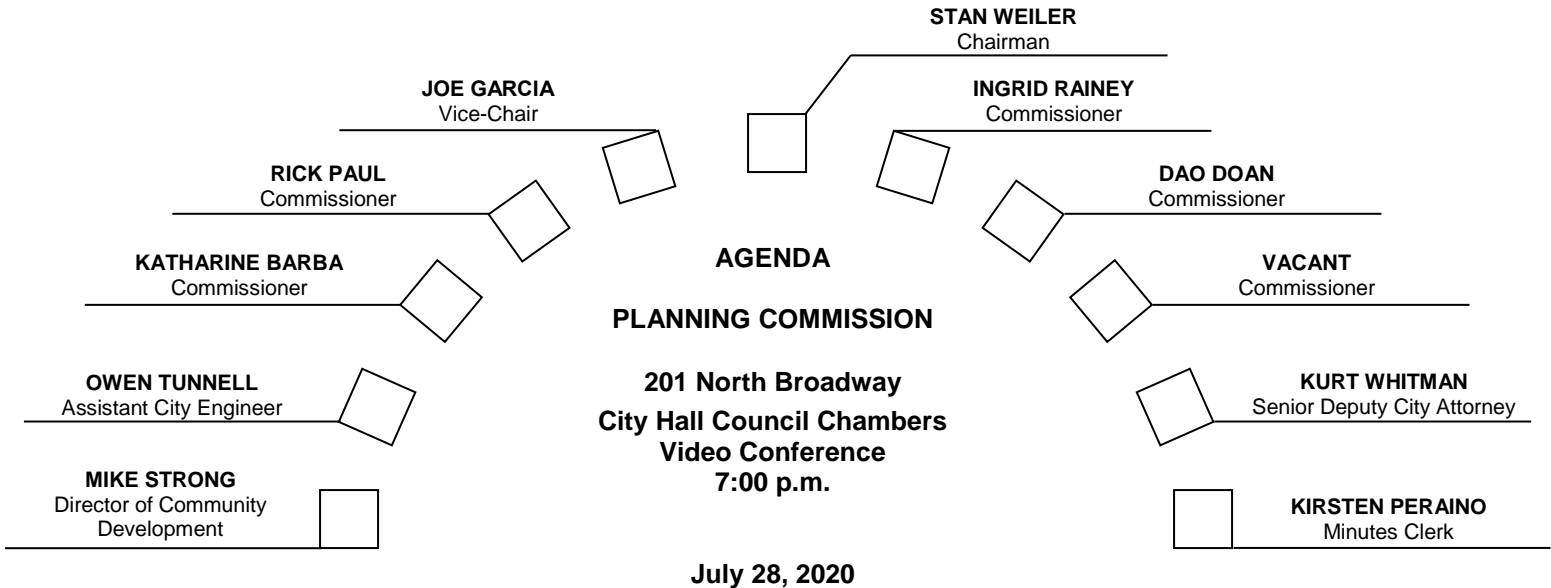 STAN WEILER
Chairman
JOE GARCIA
Vice-Chair
INGRID RAINEY
Commissioner
RICK PAUL
Commissioner
DAO DOAN
Commissioner
KATHARINE BARBA
Commissioner
VACANT
Commissioner
OWEN TUNNELL
Assistant City Engineer
KURT WHITMAN
Senior Deputy City Attorney
MIKE STRONG
Director of Community
Development
KIRSTEN PERAINO
Minutes Clerk
AGENDA
PLANNING COMMISSION
201 North Broadway
City Hall Council Chambers
Video Conference
7:00 p.m.
July 28, 2020